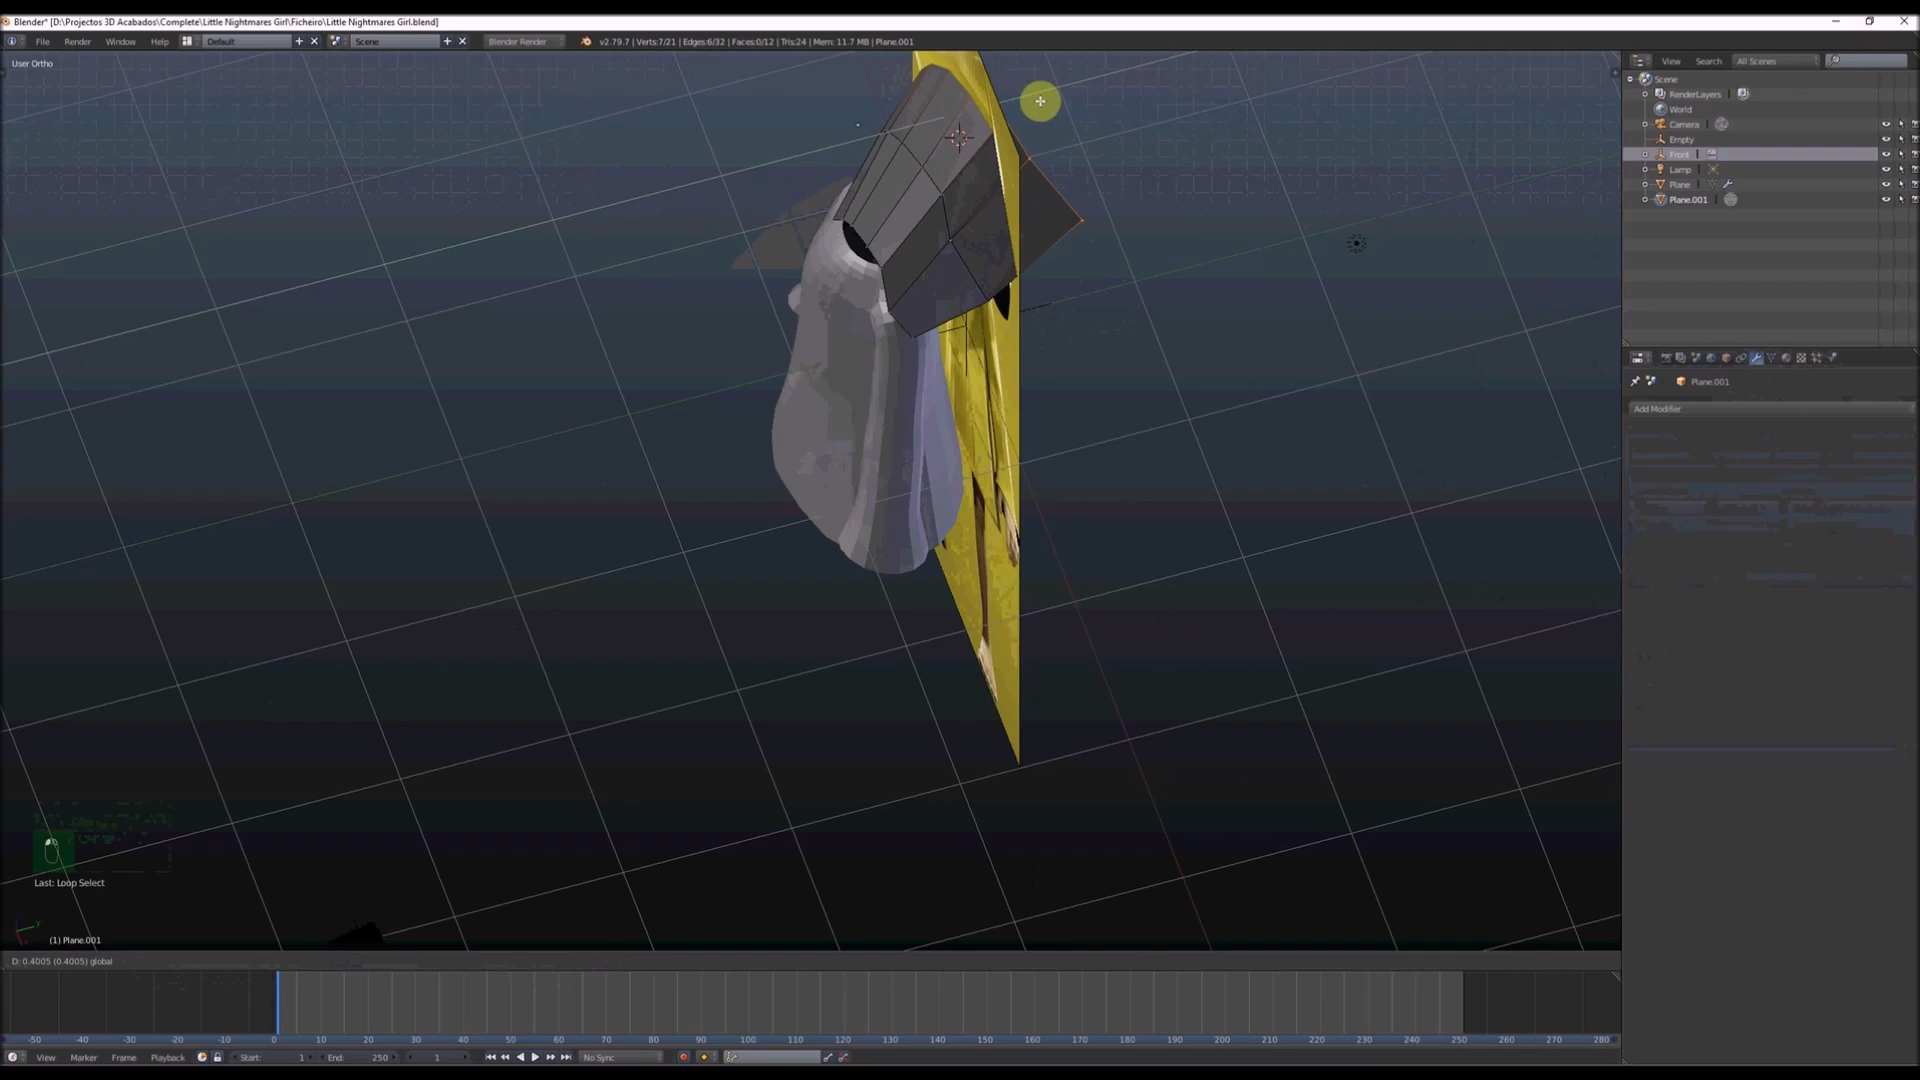 Blender* [D:\Projectos 3D Acabados\Complete\Little Nightmares Girl\Ficheiro\Little Nightmares Girl.blend]
File Render Window Help Default Scene Blender Render v2.79.7 | Verts:7/21 | Edges:6/32 | Faces:0/12 | Tris:24 | Mem: 11.7 MB | Plane.001
User Ortho
View Search All Scenes
Scene
RenderLayers
World
Camera
Empty
Front
Lamp
Plane
Plane.001
Plane.001
Add Modifier
Last: Loop Select
(1) Plane.001
D: 0.4005 (0.4005) global
-50 -40 -30 -20 -10 0 10 20 30 40 50 60 70 80 90 100 110 120 130 140 150 160 170 180 190 200 210 220 230 240 250 260 270 280
View Marker Frame Playback Start: 1 End: 250 1 No Sync